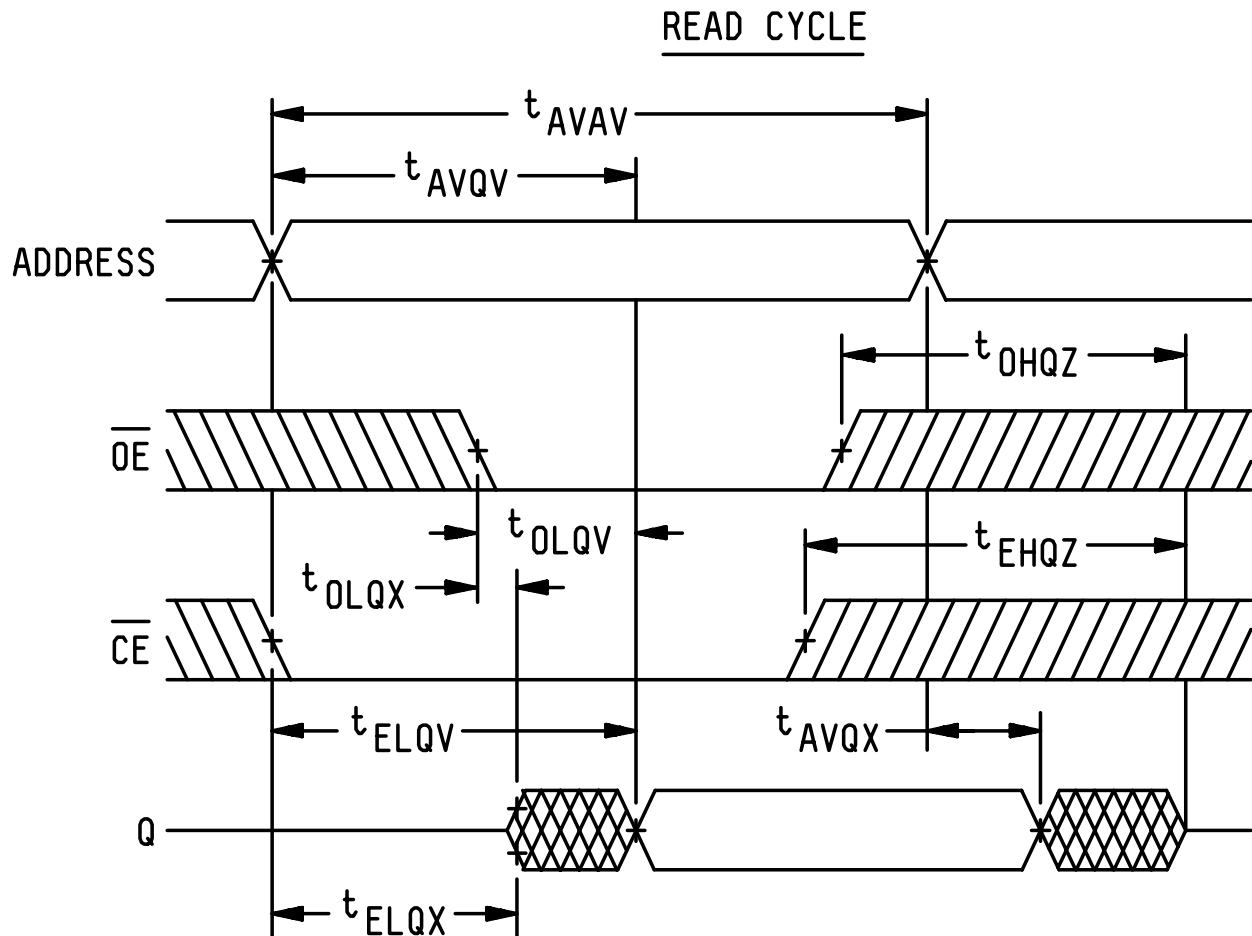 READ CYCLE
tAVAV
tAVQV
ADDRESS
tOHQZ
OE
tOLQV
tEHQZ
tOLQX
CE
tELQV
tAVQX
Q
tELQX